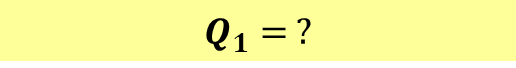 Q₁ = ?